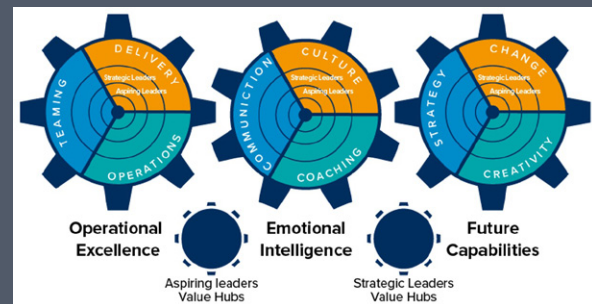 DELIVERY
Strategic Leaders
Aspiring Leaders
TEAMING
OPERATIONS
CULTURE
Strategic Leaders
Aspiring Leaders
COMMUNICTION
COACHING
CHANGE
Strategic Leaders
Aspiring Leaders
STRATEGY
CREATIVITY
Operational
Excellence
Emotional
Intelligence
Future
Capabilities
Aspiring leaders
Value Hubs
Strategic Leaders
Value Hubs